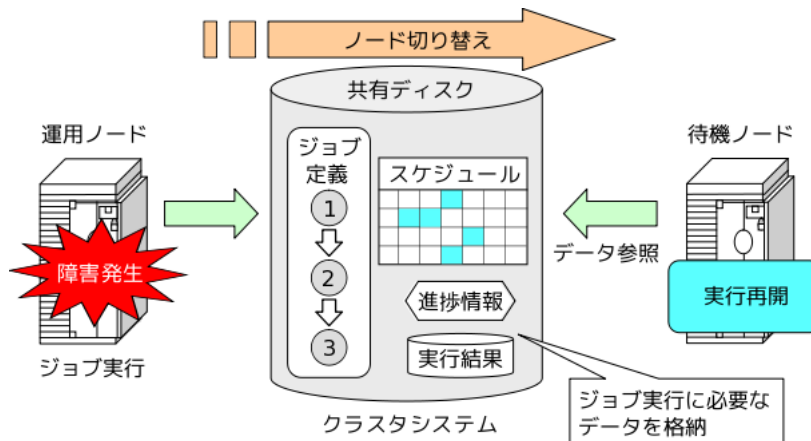 ノード切り替え
共有ディスク
運用ノード
待機ノード
ジョブ
定義
スケジュール
1
2
3
障害発生
データ参照
実行再開
進捗情報
実行結果
ジョブ実行
ジョブ実行に必要な
データを格納
クラスタシステム